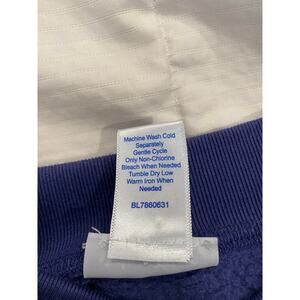 Machine Wash Cold
Separately
Gentle Cycle
Only Non-Chlorine
Bleach When Needed
Tumble Dry Low
Warm Iron When
Needed
BL7860631